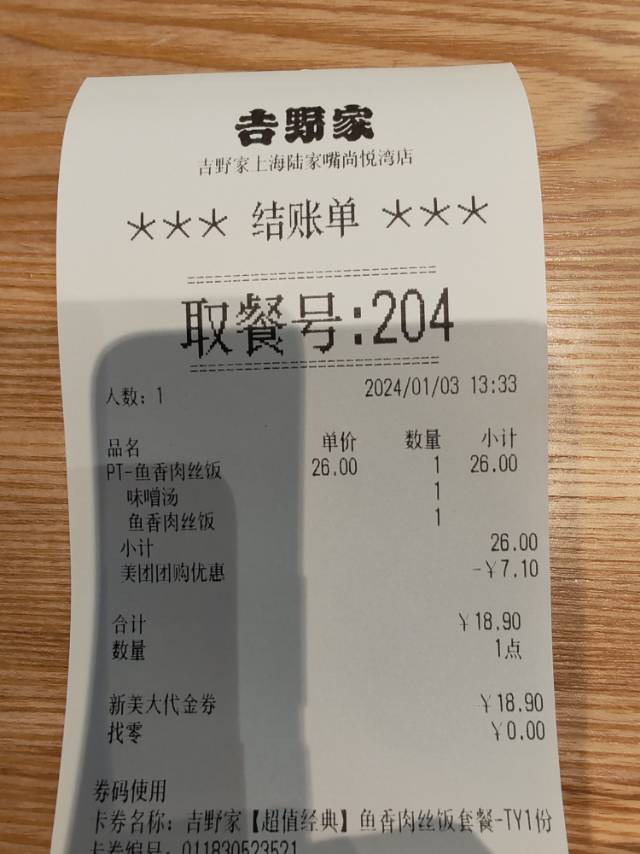 吉野家
吉野家上海陆家嘴尚悦湾店
*** 结账单 ***
取餐号:204
人数: 1 2024/01/03 13:33
品名 单价 数量 小计
PT-鱼香肉丝饭 26.00 1 26.00
味噌汤 1
鱼香肉丝饭 1
小计 26.00
美团团购优惠 -￥7.10
合计 ￥18.90
数量 1点
新美大代金券 ￥18.90
找零 ￥0.00
券码使用
卡券名称: 吉野家【超值经典】鱼香肉丝饭套餐-TY1份
卡券编号: 011830523521